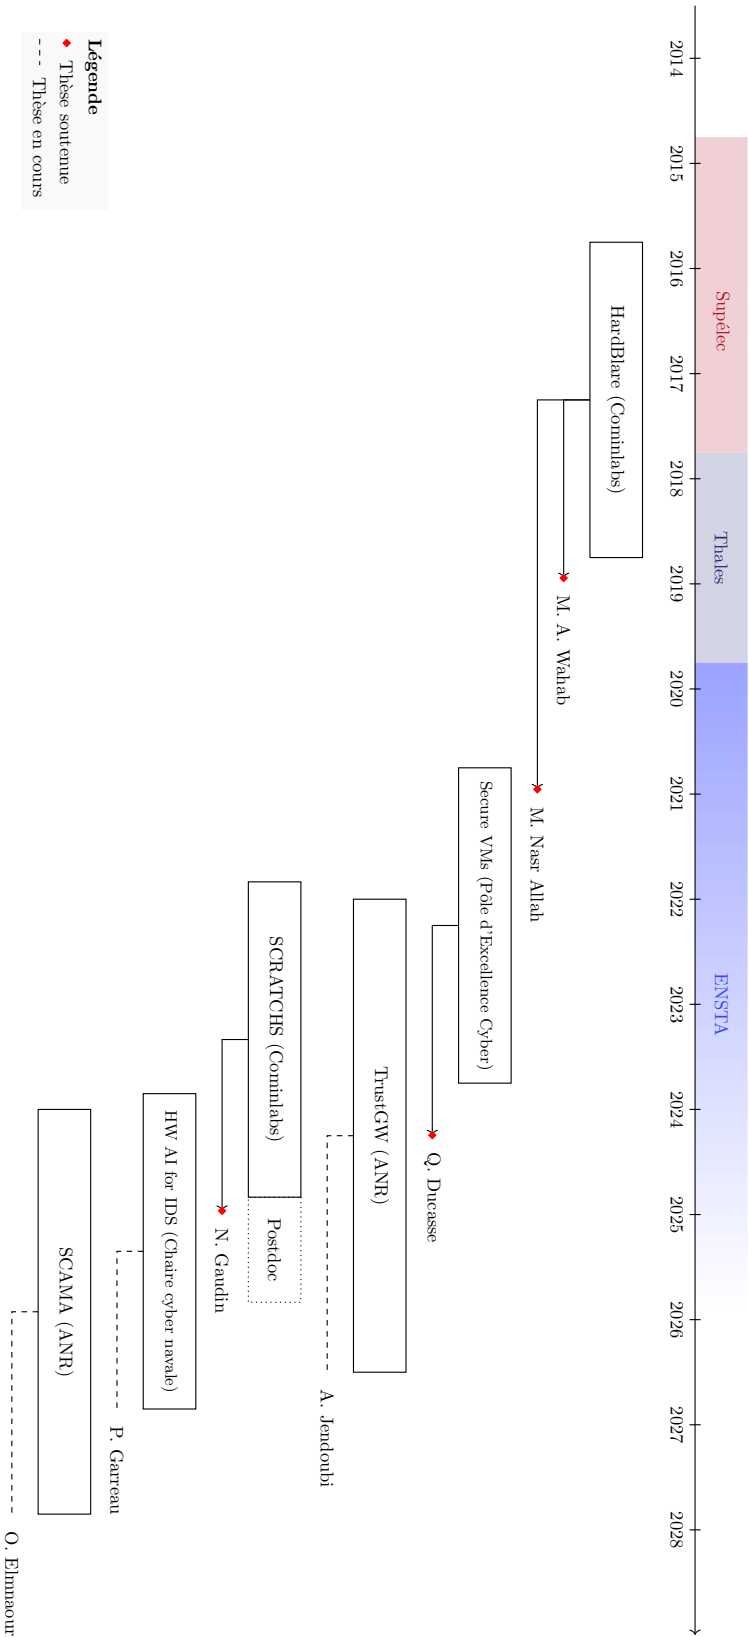 Supélec
Thales
ENSTA
2014
2015
2016
2017
2018
2019
2020
2021
2022
2023
2024
2025
2026
2027
2028
HardBlare (Cominlabs)
M. A. Wahab
M. Nasr Allah
Secure VMs (Pôle d'Excellence Cyber)
Q. Ducasse
TrustGW (ANR)
A. Jendoubi
SCRATCHS (Cominlabs)
Postdoc
N. Gaudin
HW AI for IDS (Chaire cyber navale)
P. Garreau
SCAMA (ANR)
O. Elmnaour
Légende
Thèse soutenue
Thèse en cours